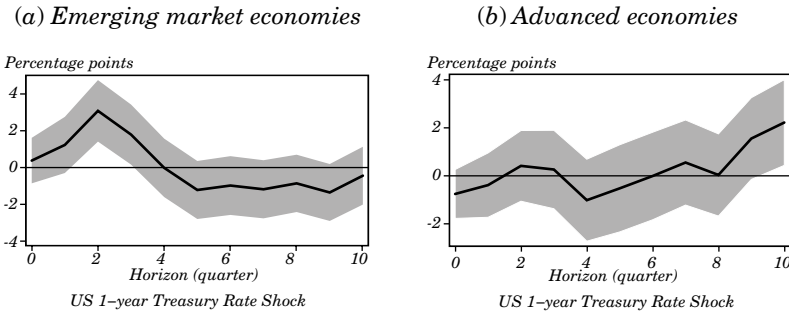 (a) Emerging market economies
Percentage points
4
2
0
-2
-4
0 2 4 6 8 10
Horizon (quarter)
US 1–year Treasury Rate Shock
(b) Advanced economies
Percentage points
4
2
0
-2
0 2 4 6 8 10
Horizon (quarter)
US 1–year Treasury Rate Shock